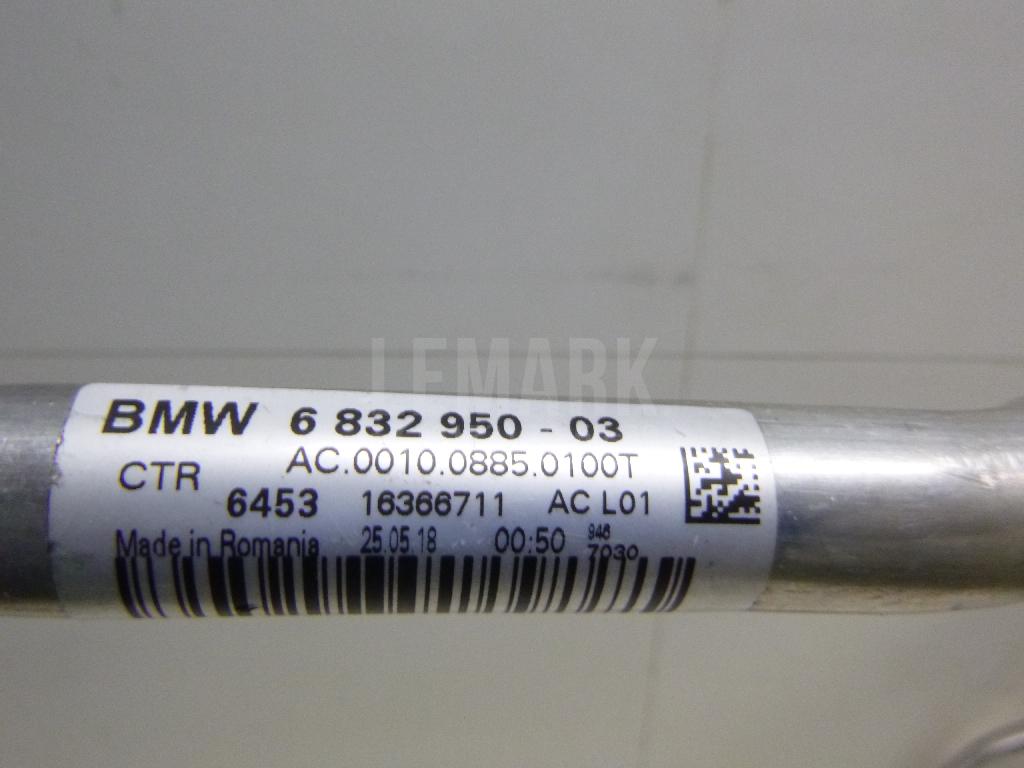 LEMARK
BMW 6 832 950 - 03
CTR AC.0010.0885.0100T
6453 16366711 AC L01
Made in Romania 25.05.18 00:50 946
7030